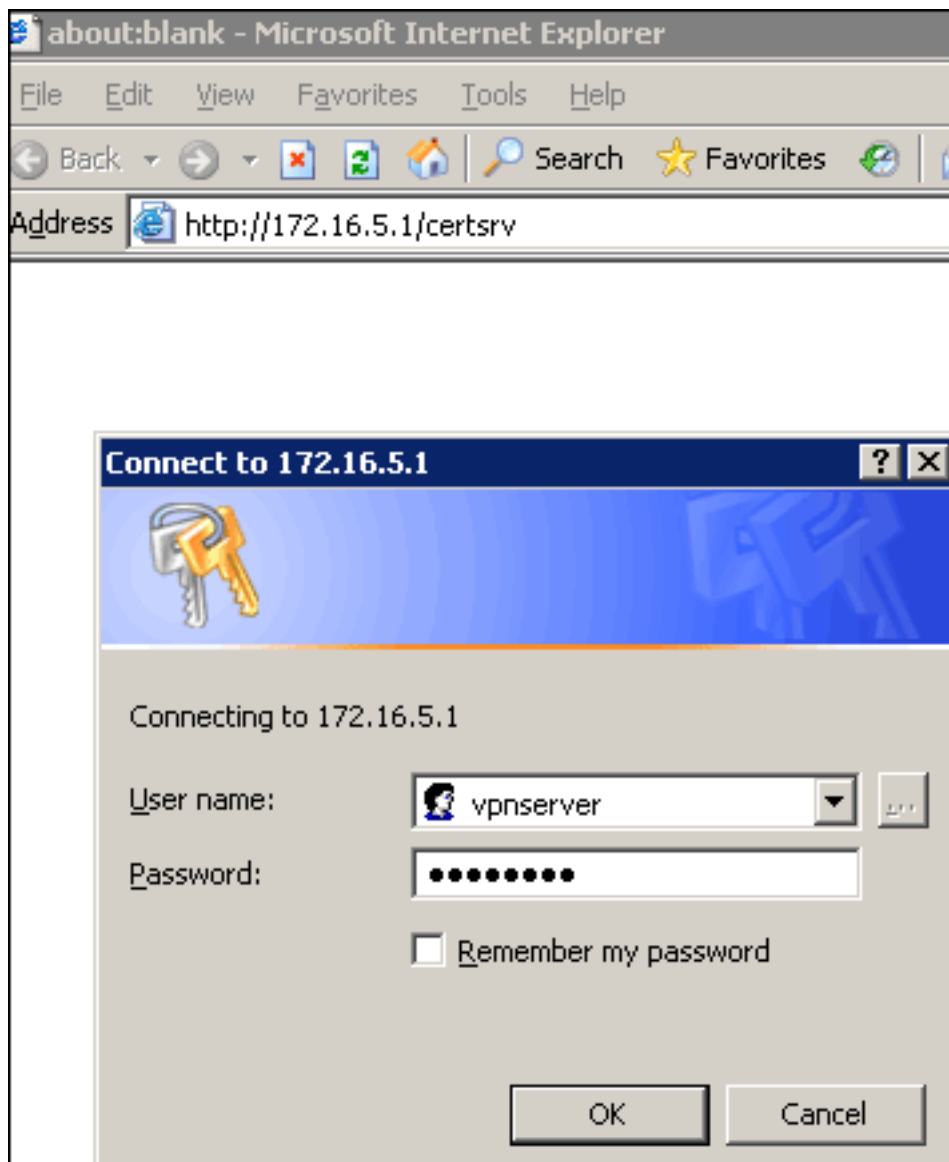 about:blank - Microsoft Internet Explorer
File Edit View Favorites Tools Help
Back Search Favorites
Address http://172.16.5.1/certsrv
Connect to 172.16.5.1
Connecting to 172.16.5.1
User name: vpnserver ...
Password: ●●●●●●●●
Remember my password
OK Cancel